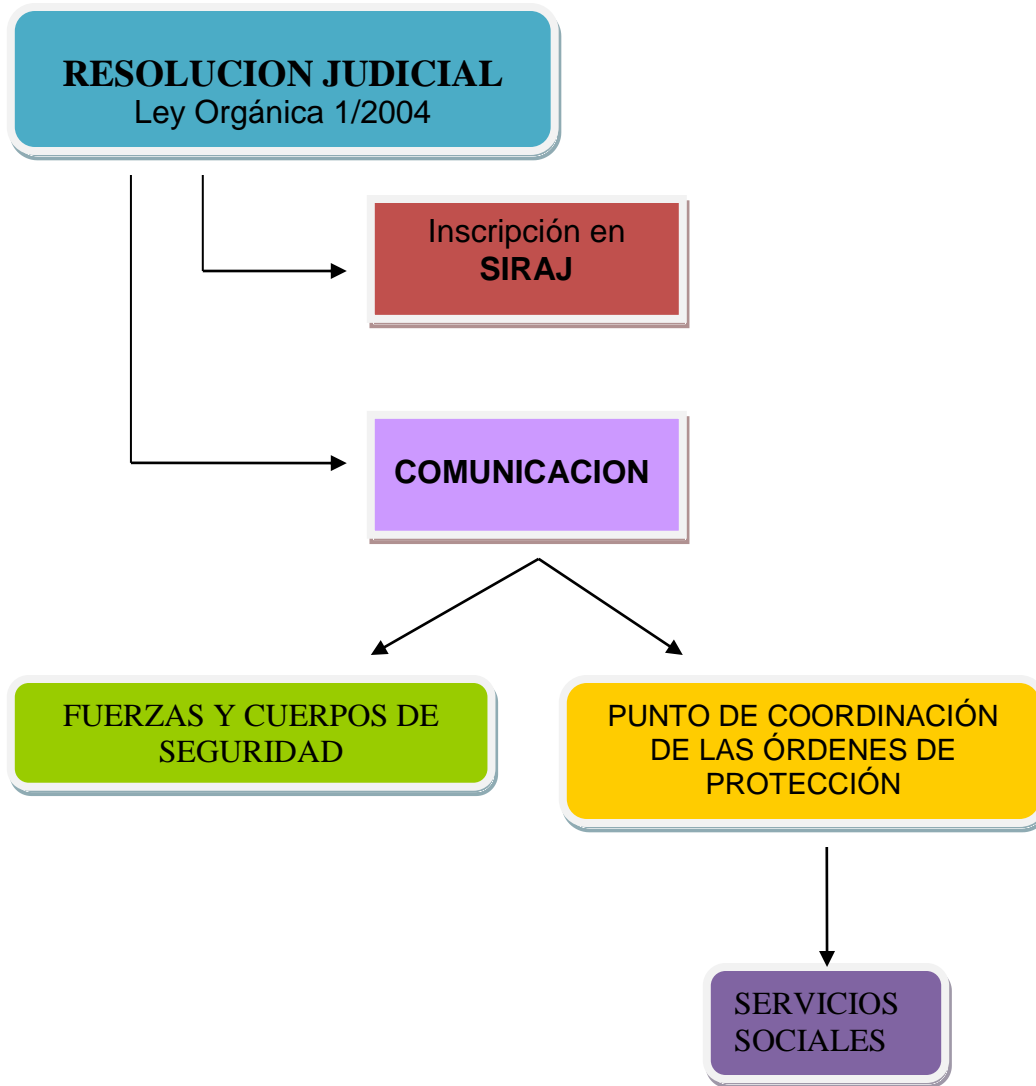 RESOLUCION JUDICIAL
Ley Orgánica 1/2004
Inscripción en
SIRAJ
COMUNICACION
FUERZAS Y CUERPOS DE
SEGURIDAD
PUNTO DE COORDINACIÓN
DE LAS ÓRDENES DE
PROTECCIÓN
SERVICIOS
SOCIALES